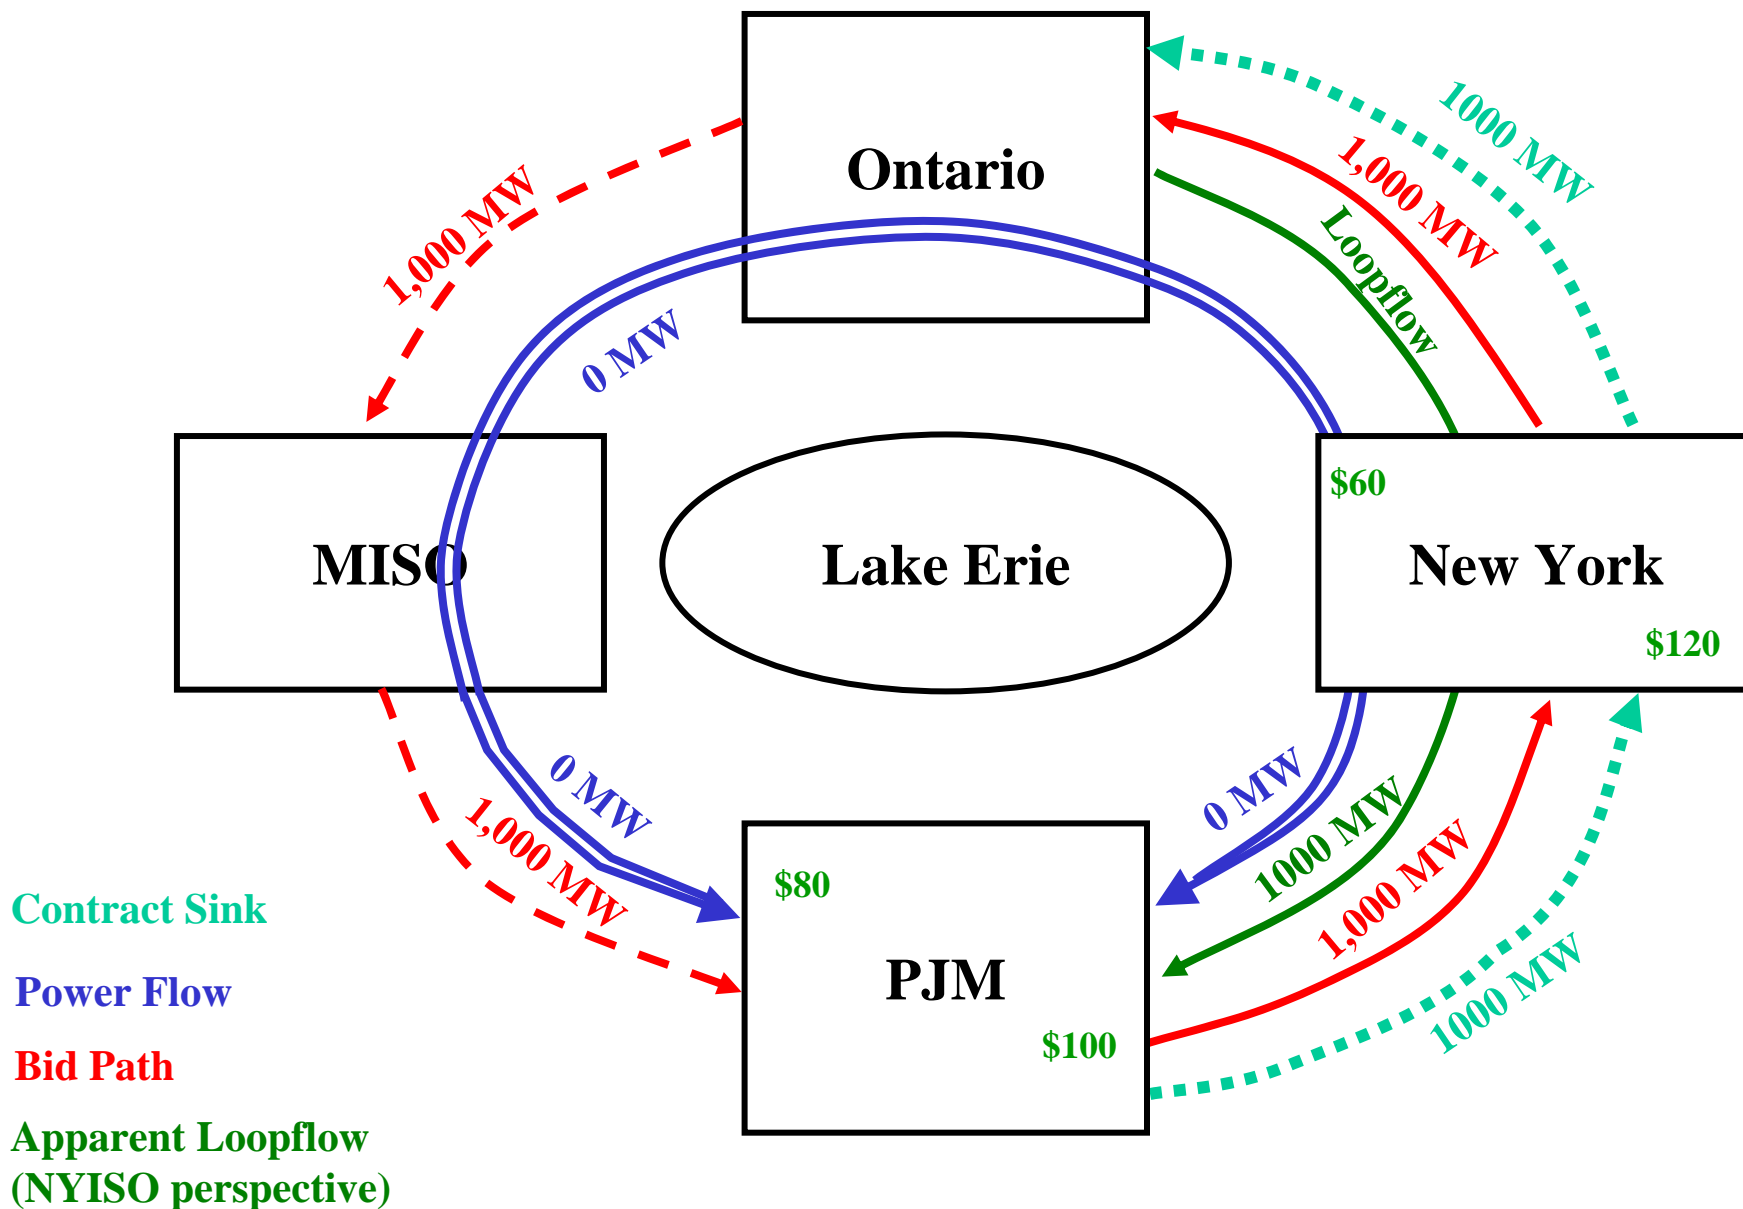 1000 MW
1,000 MW
Ontario
1,000 MW
Loopflow
0 MW
$60
MISO
Lake Erie
New York
$120
0 MW
0 MW
1000 MW
1,000 MW
1,000 MW
$80
Contract Sink
1000 MW
PJM
Power Flow
$100
Bid Path
Apparent Loopflow
(NYISO perspective)